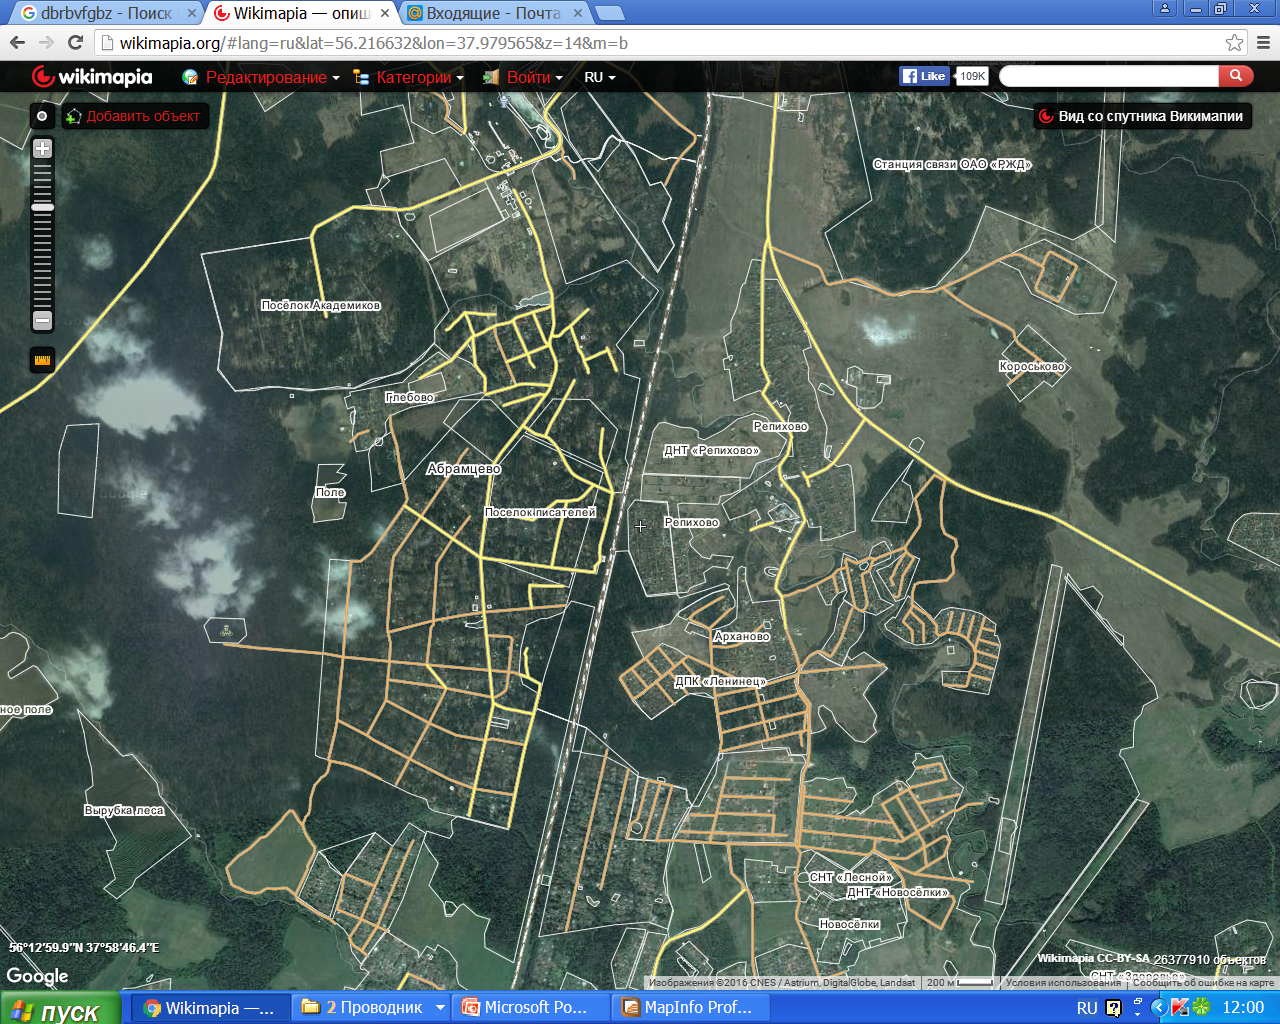 dbrbvfgbz - Поиск
Wikimapia — опиш
Входящие - Почта
wikimapia.org/#lang=ru&lat=56.216632&lon=37.979565&z=14&m=b
wikimapia Редактирование Категории Войти RU Like 109K
Добавить объект
Вид со спутника Викимапии
Станция связи ОАО «РЖД»
Посёлок Академиков
Короськово
Глебово
Репихово
ДНТ «Репихово»
Абрамцево
Поле
Поселок писателей
Репихово
Арханово
ДПК «Ленинец»
ное поле
Вырубка леса
СНТ «Лесной»
ДНТ «Новосёлки»
Новосёлки
56°12'59.9"N 37°58'46.4"E
Wikimapia CC-BY-SA 26377910 объектов
СНТ «Здоровье»
Google
Изображения ©2016 CNES / Astrium, DigitalGlobe, Landsat 200 м Условия использования Сообщить об ошибке на карте
пуск Wikimapia —... 2 Проводник Microsoft Po... MapInfo Prof... RU 12:00